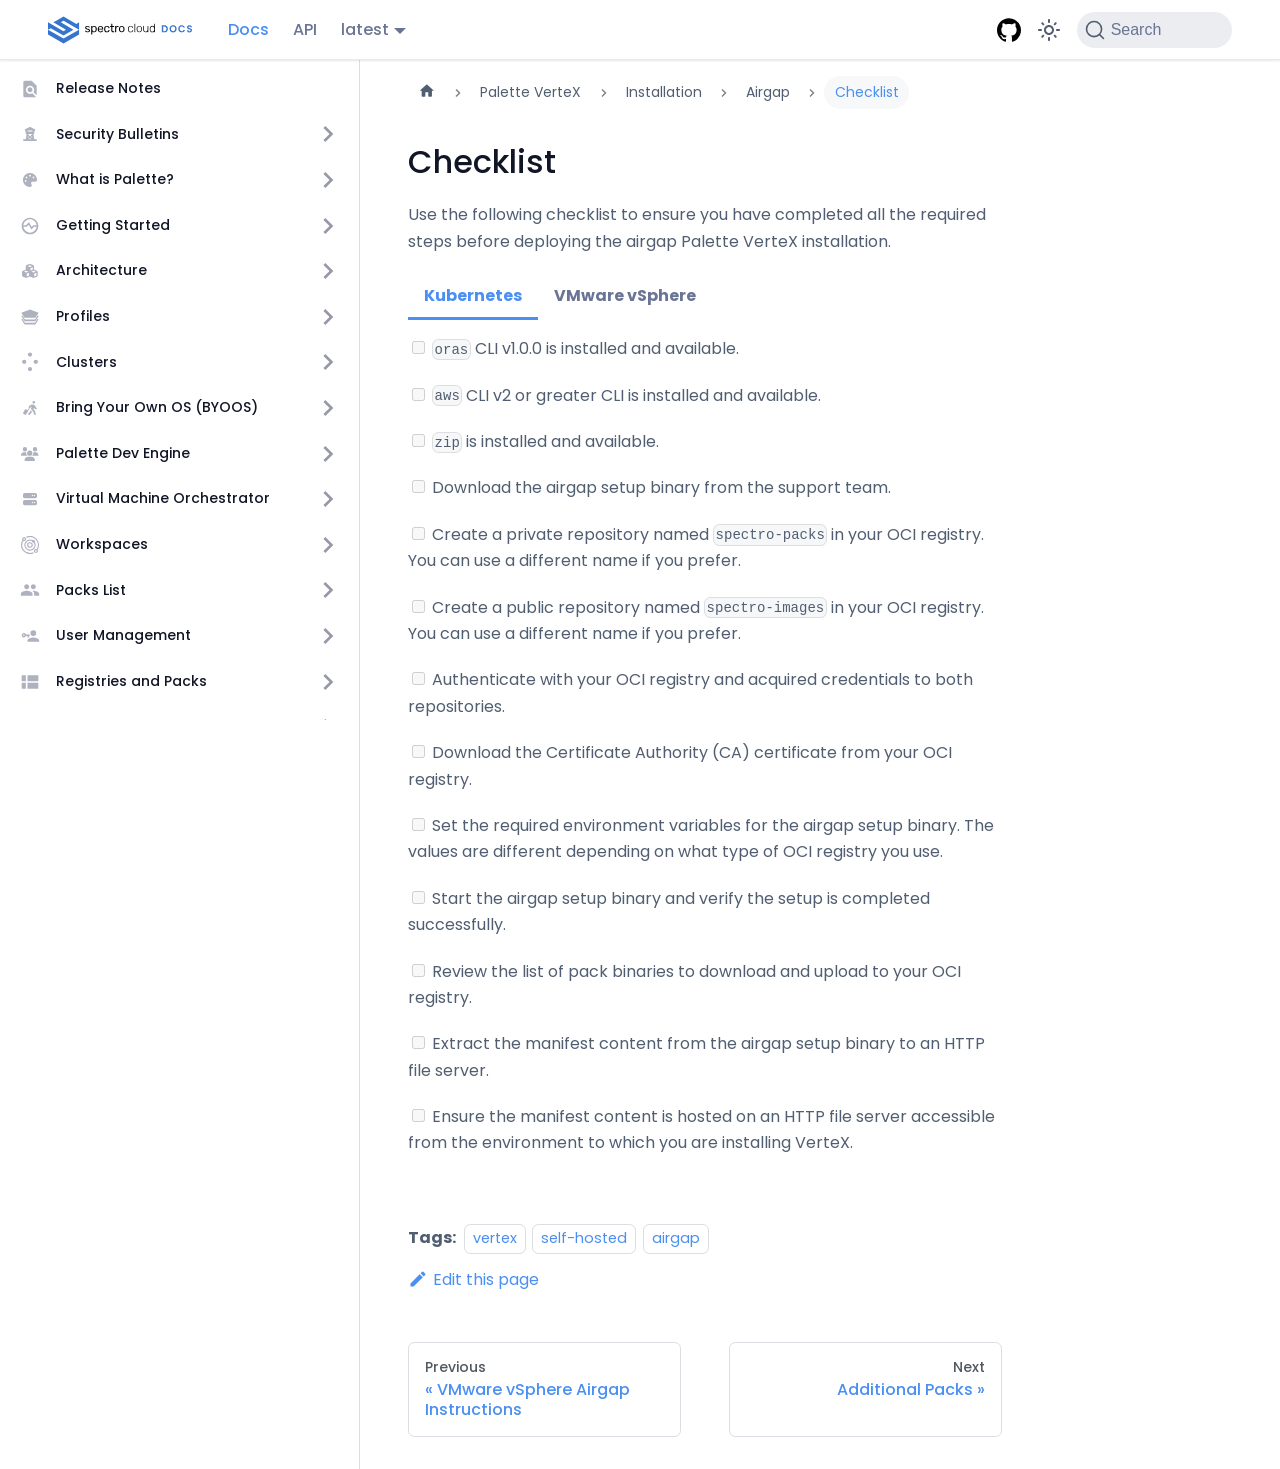 spectro cloud DOCS Docs API latest Search
Release Notes
Security Bulletins
What is Palette?
Getting Started
Architecture
Profiles
Clusters
Bring Your Own OS (BYOOS)
Palette Dev Engine
Virtual Machine Orchestrator
Workspaces
Packs List
User Management
Registries and Packs
Palette VerteX Installation Airgap Checklist
Checklist
Use the following checklist to ensure you have completed all the required
steps before deploying the airgap Palette VerteX installation.
Kubernetes VMware vSphere
oras CLI v1.0.0 is installed and available.
aws CLI v2 or greater CLI is installed and available.
zip is installed and available.
Download the airgap setup binary from the support team.
Create a private repository named spectro-packs in your OCI registry.
You can use a different name if you prefer.
Create a public repository named spectro-images in your OCI registry.
You can use a different name if you prefer.
Authenticate with your OCI registry and acquired credentials to both
repositories.
Download the Certificate Authority (CA) certificate from your OCI
registry.
Set the required environment variables for the airgap setup binary. The
values are different depending on what type of OCI registry you use.
Start the airgap setup binary and verify the setup is completed
successfully.
Review the list of pack binaries to download and upload to your OCI
registry.
Extract the manifest content from the airgap setup binary to an HTTP
file server.
Ensure the manifest content is hosted on an HTTP file server accessible
from the environment to which you are installing VerteX.
Tags: vertex self-hosted airgap
Edit this page
Previous
« VMware vSphere Airgap
Instructions
Next
Additional Packs »